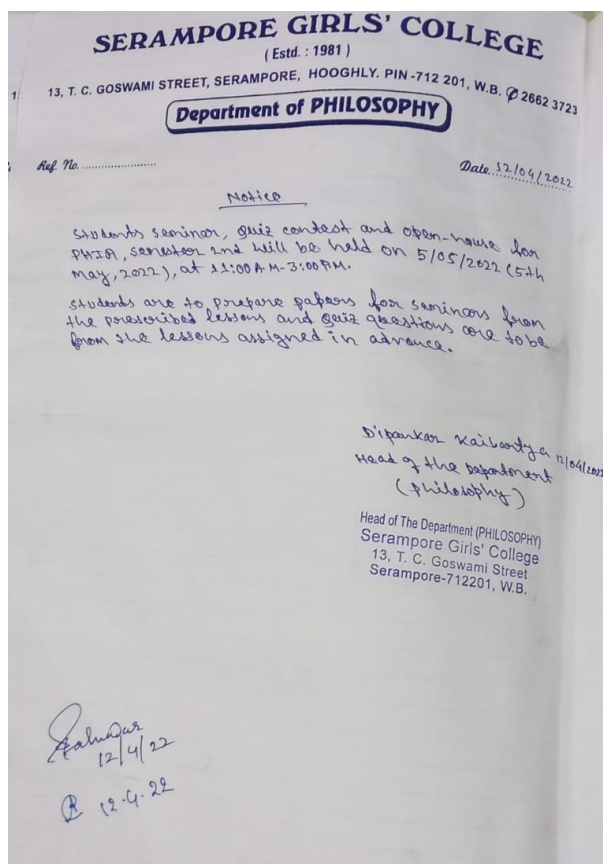 SERAMPORE GIRLS' COLLEGE
( Estd. : 1981 )
13, T. C. GOSWAMI STREET, SERAMPORE, HOOGHLY. PIN -712 201, W.B. ✆ 2662 3723
Department of PHILOSOPHY
Ref. No. ........................
Date 12/04/2022
Notice
Students seminar, quiz contest and open-house for
PHIA, semester 2nd will be held on 5/05/2022 (5th
May, 2022), at 11:00 AM-3:00 PM.
Students are to prepare papers for seminars from
the prescribed lessons and quiz questions are to be
from the lessons assigned in advance.
Dipankar Kaibartya 12/04/2022
Head of the Department
(Philosophy)
Head of The Department (PHILOSOPHY)
Serampore Girls' College
13, T. C. Goswami Street
Serampore-712201, W.B.
12/4/22
12.4.22